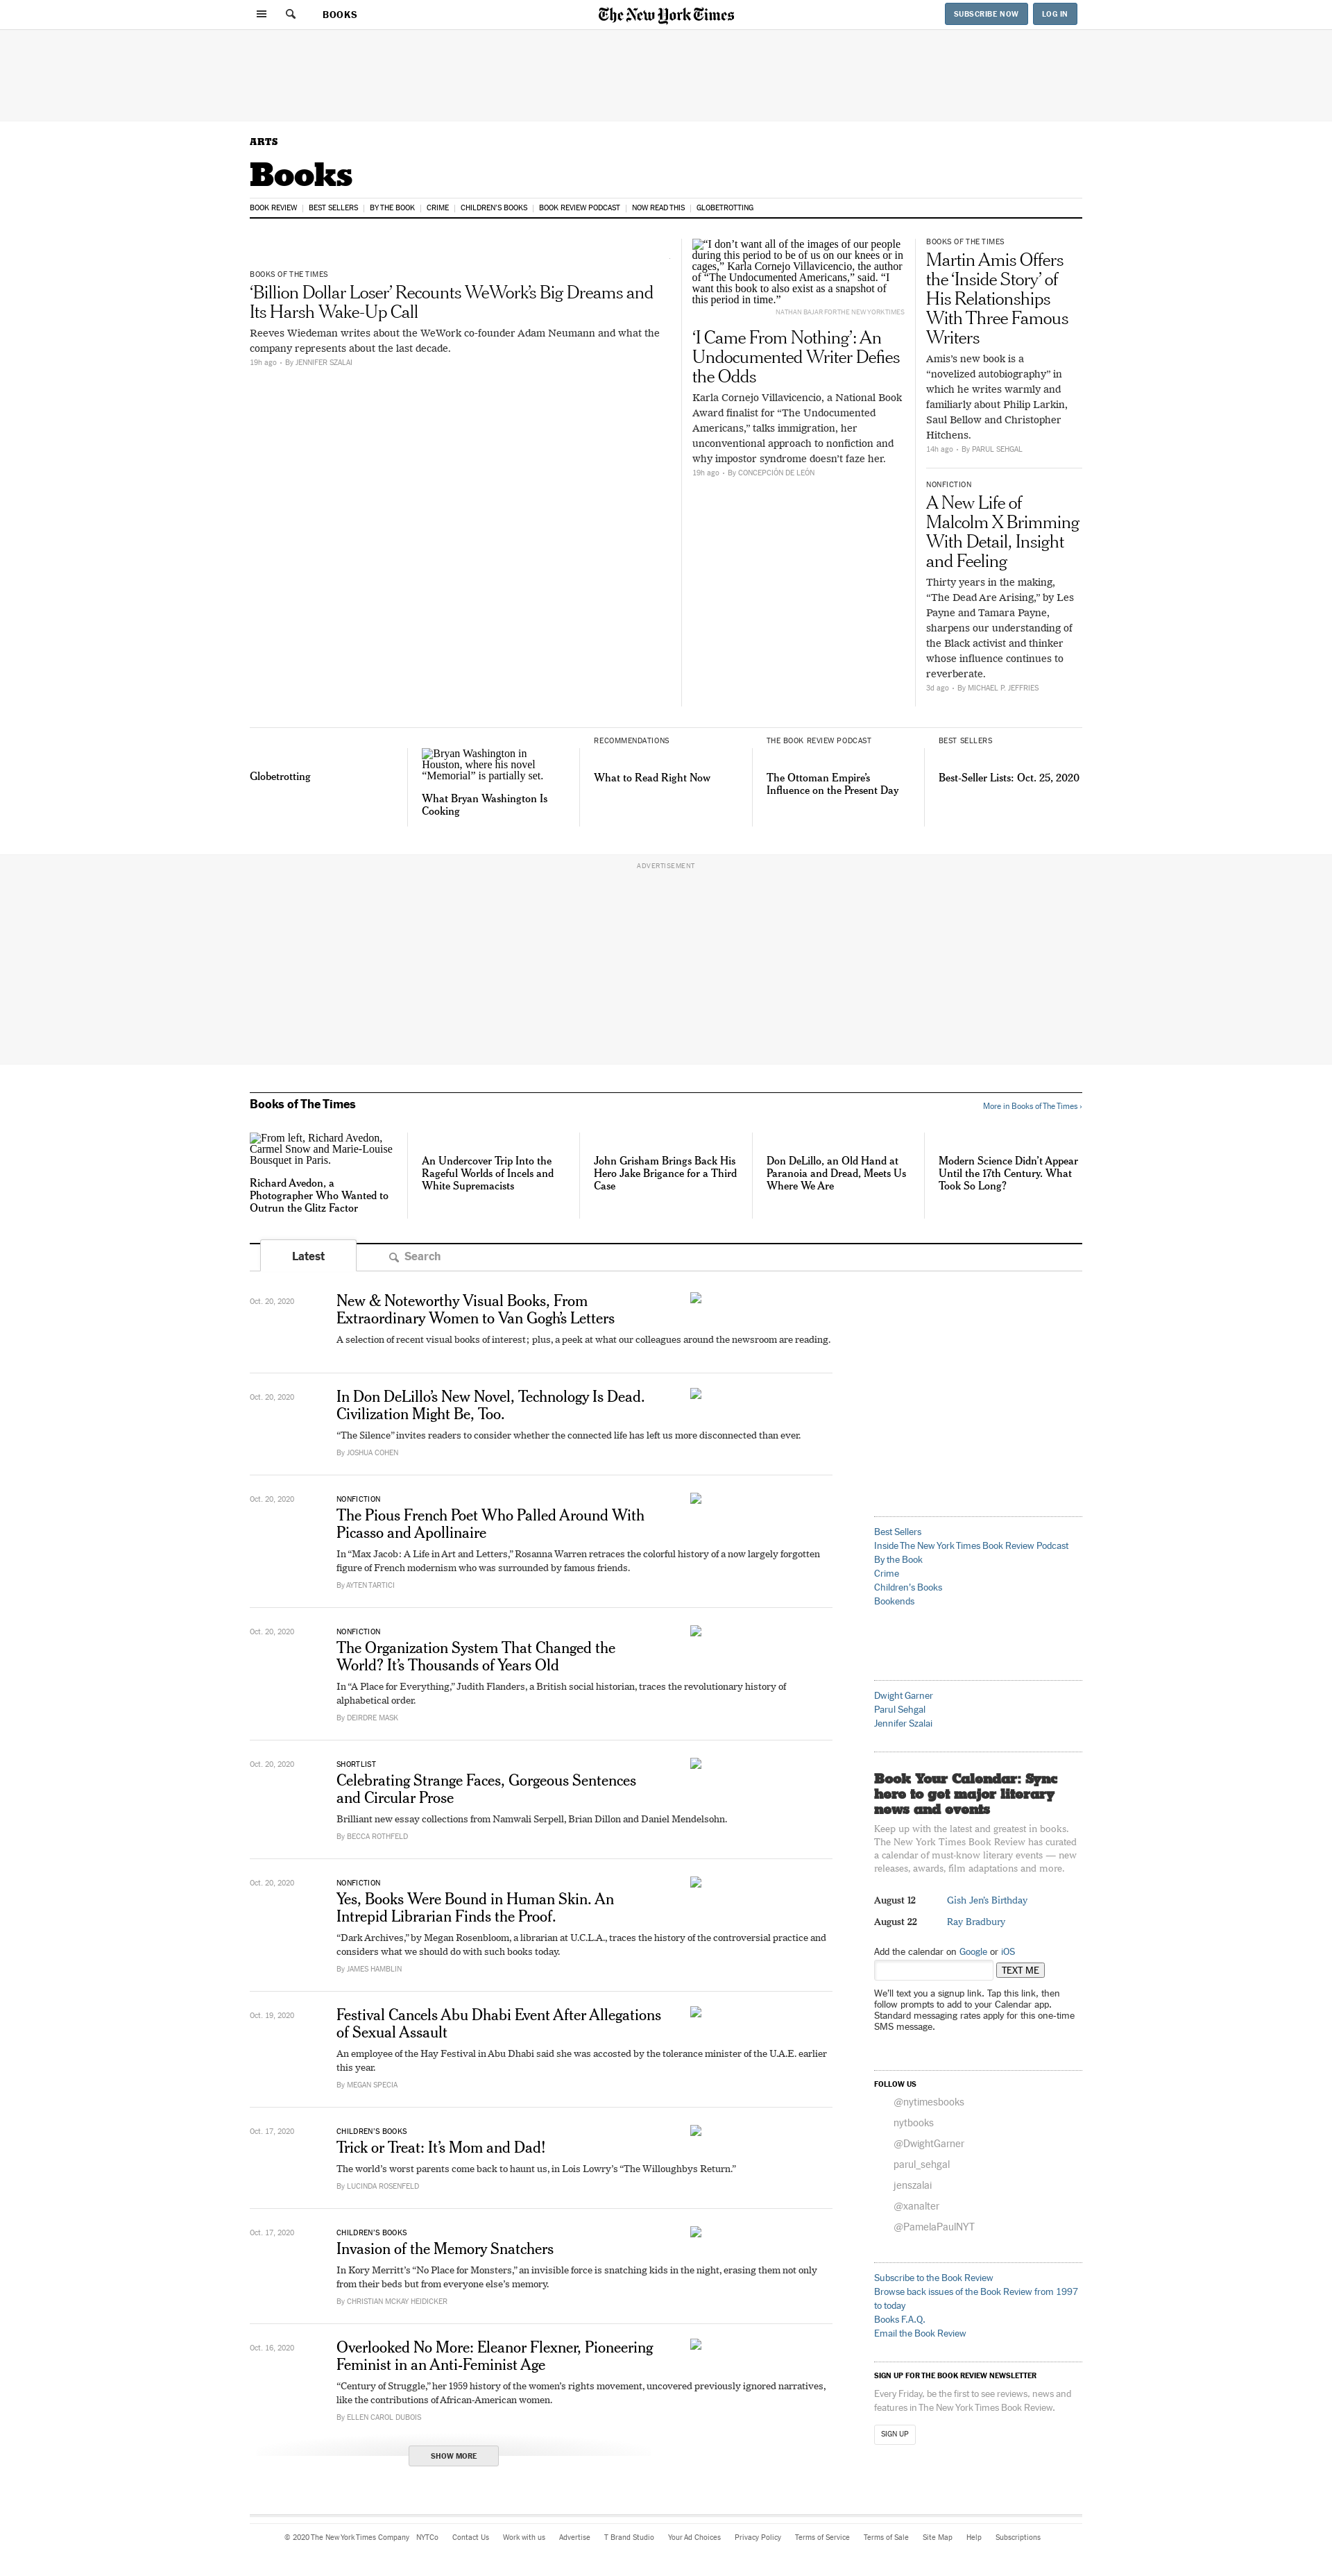 BOOKS
The New York Times
SUBSCRIBE NOW
LOG IN
ARTS
Books
BOOK REVIEW
BEST SELLERS
BY THE BOOK
CRIME
CHILDREN'S BOOKS
BOOK REVIEW PODCAST
NOW READ THIS
GLOBETROTTING
BOOKS OF THE TIMES
‘Billion Dollar Loser’ Recounts WeWork’s Big Dreams and
Its Harsh Wake-Up Call
Reeves Wiedeman writes about the WeWork co-founder Adam Neumann and what the
company represents about the last decade.
19h ago • By JENNIFER SZALAI
“I don’t want all of the images of our people
during this period to be of us on our knees or in
cages,” Karla Cornejo Villavicencio, the author
of “The Undocumented Americans,” said. “I
want this book to also exist as a snapshot of
this period in time.”
NATHAN BAJAR FOR THE NEW YORK TIMES
‘I Came From Nothing’: An
Undocumented Writer Defies
the Odds
Karla Cornejo Villavicencio, a National Book
Award finalist for “The Undocumented
Americans,” talks immigration, her
unconventional approach to nonfiction and
why impostor syndrome doesn’t faze her.
19h ago • By CONCEPCIÓN DE LEÓN
BOOKS OF THE TIMES
Martin Amis Offers
the ‘Inside Story’ of
His Relationships
With Three Famous
Writers
Amis’s new book is a
“novelized autobiography” in
which he writes warmly and
familiarly about Philip Larkin,
Saul Bellow and Christopher
Hitchens.
14h ago • By PARUL SEHGAL
NONFICTION
A New Life of
Malcolm X Brimming
With Detail, Insight
and Feeling
Thirty years in the making,
“The Dead Are Arising,” by Les
Payne and Tamara Payne,
sharpens our understanding of
the Black activist and thinker
whose influence continues to
reverberate.
3d ago • By MICHAEL P. JEFFRIES
Globetrotting
Bryan Washington in
Houston, where his novel
“Memorial” is partially set.
What Bryan Washington Is
Cooking
RECOMMENDATIONS
What to Read Right Now
THE BOOK REVIEW PODCAST
The Ottoman Empire’s
Influence on the Present Day
BEST SELLERS
Best-Seller Lists: Oct. 25, 2020
ADVERTISEMENT
Books of The Times
More in Books of The Times ›
From left, Richard Avedon,
Carmel Snow and Marie-Louise
Bousquet in Paris.
Richard Avedon, a
Photographer Who Wanted to
Outrun the Glitz Factor
An Undercover Trip Into the
Rageful Worlds of Incels and
White Supremacists
John Grisham Brings Back His
Hero Jake Brigance for a Third
Case
Don DeLillo, an Old Hand at
Paranoia and Dread, Meets Us
Where We Are
Modern Science Didn’t Appear
Until the 17th Century. What
Took So Long?
Latest
Search
Oct. 20, 2020
New & Noteworthy Visual Books, From
Extraordinary Women to Van Gogh’s Letters
A selection of recent visual books of interest; plus, a peek at what our colleagues around the newsroom are reading.
Oct. 20, 2020
In Don DeLillo’s New Novel, Technology Is Dead.
Civilization Might Be, Too.
“The Silence” invites readers to consider whether the connected life has left us more disconnected than ever.
By JOSHUA COHEN
Oct. 20, 2020
NONFICTION
The Pious French Poet Who Palled Around With
Picasso and Apollinaire
In “Max Jacob: A Life in Art and Letters,” Rosanna Warren retraces the colorful history of a now largely forgotten
figure of French modernism who was surrounded by famous friends.
By AYTEN TARTICI
Oct. 20, 2020
NONFICTION
The Organization System That Changed the
World? It’s Thousands of Years Old
In “A Place for Everything,” Judith Flanders, a British social historian, traces the revolutionary history of
alphabetical order.
By DEIRDRE MASK
Oct. 20, 2020
SHORTLIST
Celebrating Strange Faces, Gorgeous Sentences
and Circular Prose
Brilliant new essay collections from Namwali Serpell, Brian Dillon and Daniel Mendelsohn.
By BECCA ROTHFELD
Oct. 20, 2020
NONFICTION
Yes, Books Were Bound in Human Skin. An
Intrepid Librarian Finds the Proof.
“Dark Archives,” by Megan Rosenbloom, a librarian at U.C.L.A., traces the history of the controversial practice and
considers what we should do with such books today.
By JAMES HAMBLIN
Oct. 19, 2020
Festival Cancels Abu Dhabi Event After Allegations
of Sexual Assault
An employee of the Hay Festival in Abu Dhabi said she was accosted by the tolerance minister of the U.A.E. earlier
this year.
By MEGAN SPECIA
Oct. 17, 2020
CHILDREN’S BOOKS
Trick or Treat: It’s Mom and Dad!
The world’s worst parents come back to haunt us, in Lois Lowry’s “The Willoughbys Return.”
By LUCINDA ROSENFELD
Oct. 17, 2020
CHILDREN’S BOOKS
Invasion of the Memory Snatchers
In Kory Merritt’s “No Place for Monsters,” an invisible force is snatching kids in the night, erasing them not only
from their beds but from everyone else’s memory.
By CHRISTIAN MCKAY HEIDICKER
Oct. 16, 2020
Overlooked No More: Eleanor Flexner, Pioneering
Feminist in an Anti-Feminist Age
“Century of Struggle,” her 1959 history of the women’s rights movement, uncovered previously ignored narratives,
like the contributions of African-American women.
By ELLEN CAROL DUBOIS
SHOW MORE
Best Sellers
Inside The New York Times Book Review Podcast
By the Book
Crime
Children’s Books
Bookends
Dwight Garner
Parul Sehgal
Jennifer Szalai
Book Your Calendar: Sync
here to get major literary
news and events
Keep up with the latest and greatest in books.
The New York Times Book Review has curated
a calendar of must-know literary events — new
releases, awards, film adaptations and more.
August 12 Gish Jen’s Birthday
August 22 Ray Bradbury
Add the calendar on Google or iOS
TEXT ME
We’ll text you a signup link. Tap this link, then
follow prompts to add to your Calendar app.
Standard messaging rates apply for this one-time
SMS message.
FOLLOW US
@nytimesbooks
nytbooks
@DwightGarner
parul_sehgal
jenszalai
@xanalter
@PamelaPaulNYT
Subscribe to the Book Review
Browse back issues of the Book Review from 1997
to today
Books F.A.Q.
Email the Book Review
SIGN UP FOR THE BOOK REVIEW NEWSLETTER
Every Friday, be the first to see reviews, news and
features in The New York Times Book Review.
SIGN UP
© 2020 The New York Times Company NYTCo Contact Us Work with us Advertise T Brand Studio Your Ad Choices Privacy Policy Terms of Service Terms of Sale Site Map Help Subscriptions